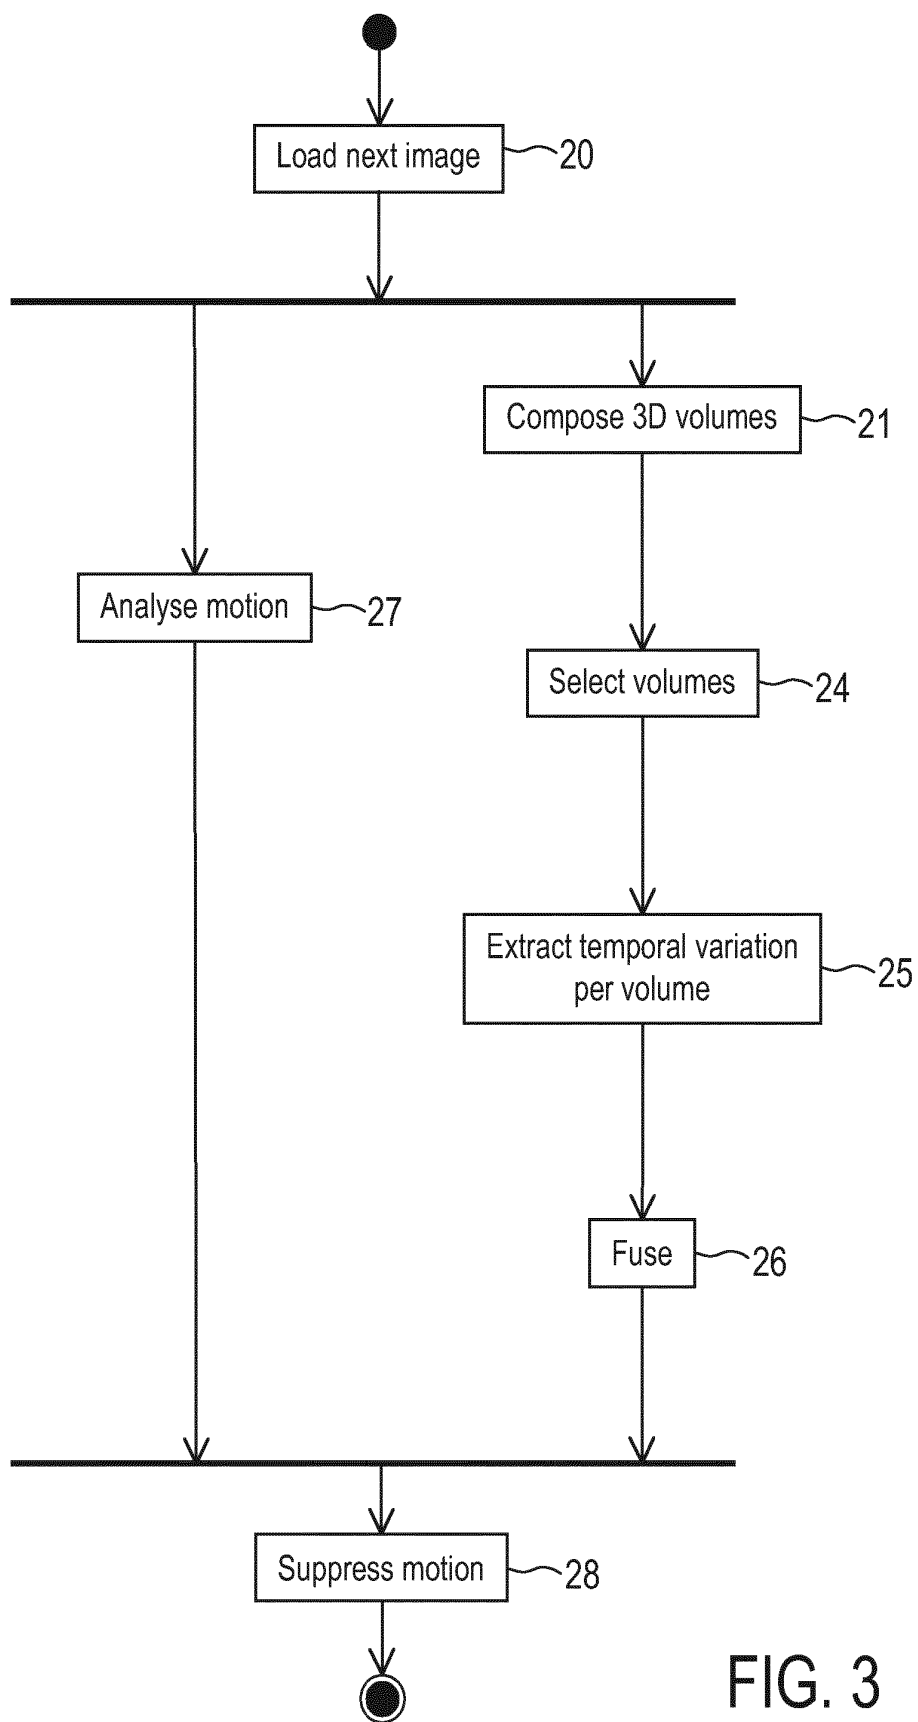 Load next image
20
Compose 3D volumes
21
Analyse motion
27
Select volumes
24
Extract temporal variation
per volume
25
Fuse
26
Suppress motion
28
FIG. 3